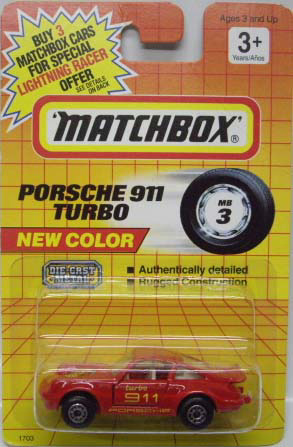 BUY 3
MATCHBOX CARS
FOR SPECIAL
LIGHTNING RACER
OFFER
SEE DETAILS
ON BACK
Ages 3 and Up
3+
Years/Años
'MATCHBOX'®
PORSCHE 911
TURBO
MB
3
NEW COLOR
DIE CAST
METAL
■ Authentically detailed
■ Rugged Construction
turbo
911
PORSCHE
1703